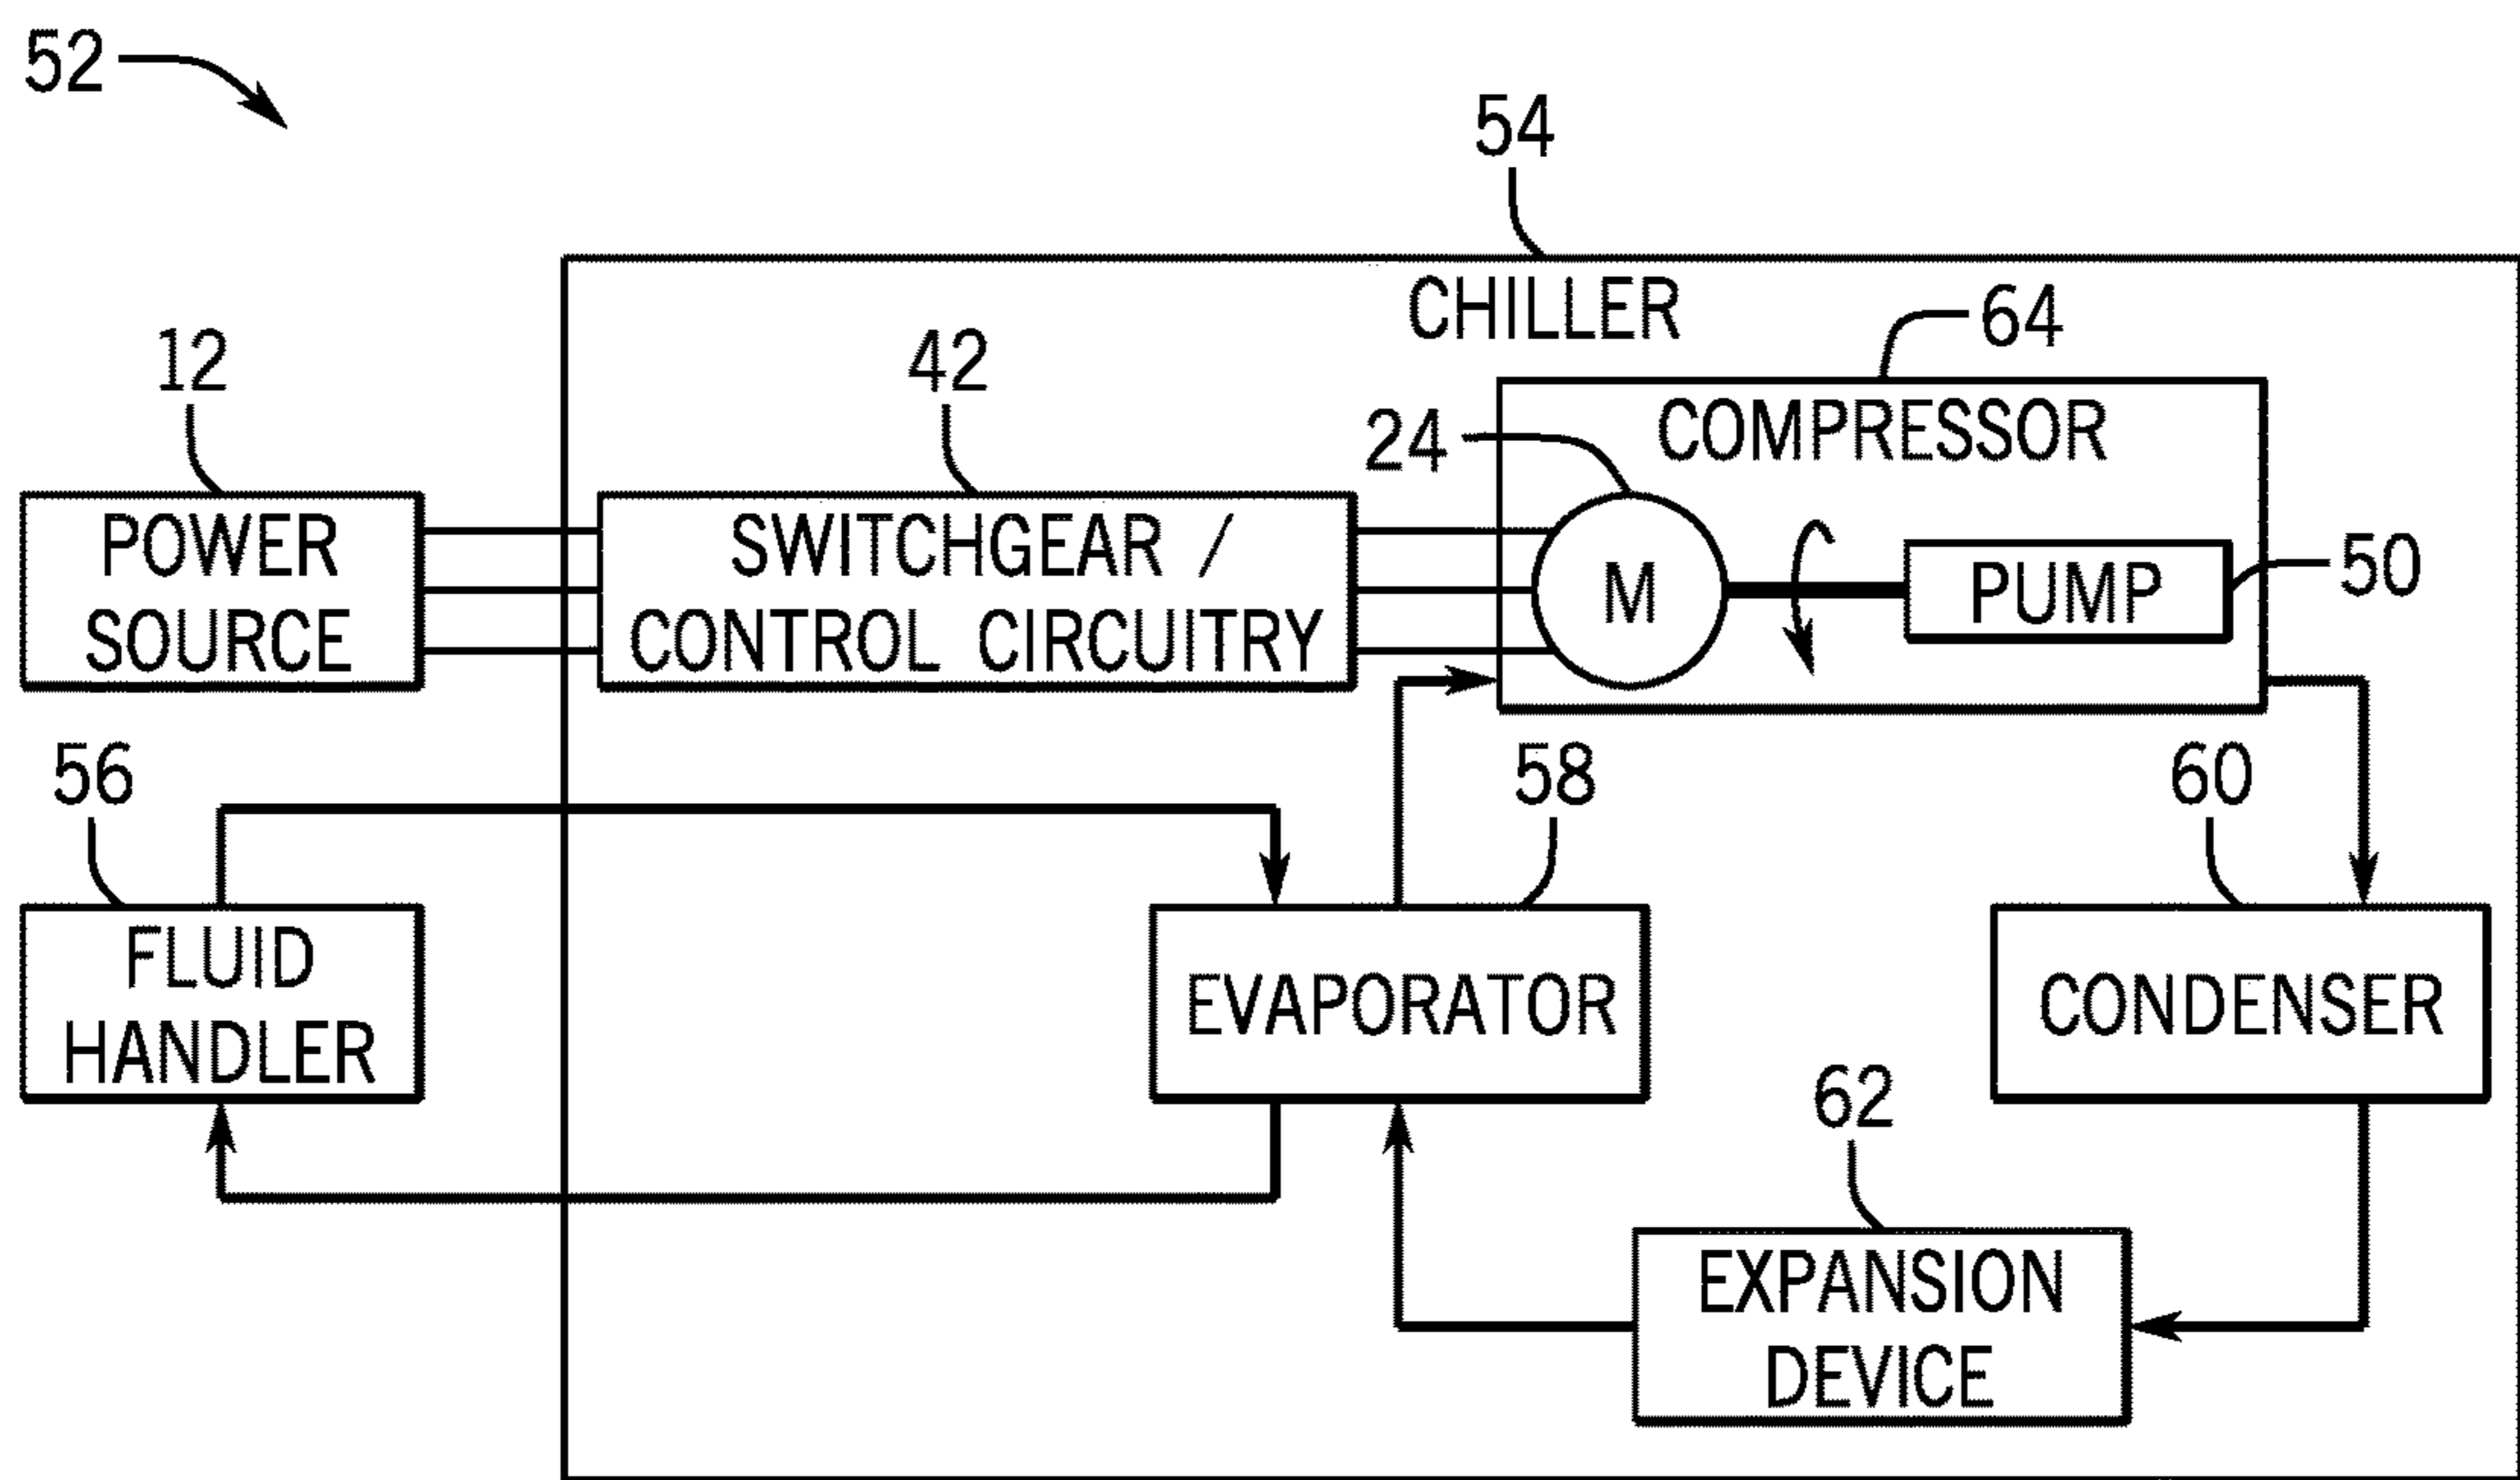 52
54
CHILLER
64
12
42
24
COMPRESSOR
POWER
SOURCE
SWITCHGEAR /
CONTROL CIRCUITRY
M
PUMP
50
56
58
60
FLUID
HANDLER
EVAPORATOR
CONDENSER
62
EXPANSION
DEVICE